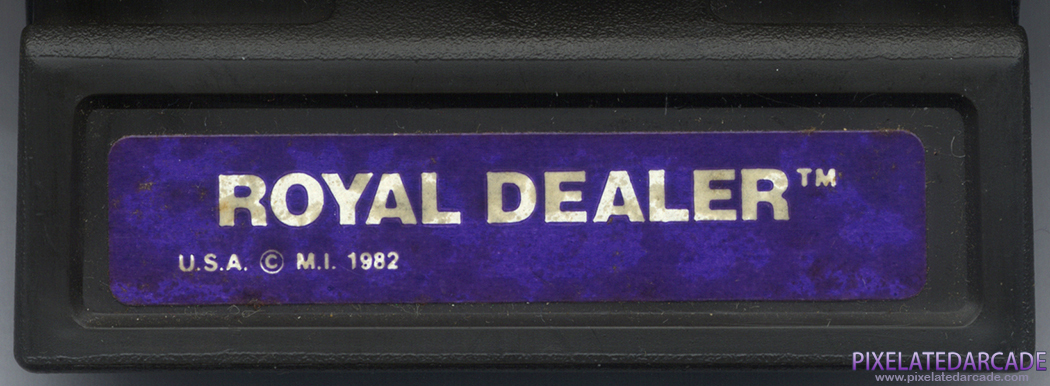 ROYAL DEALER™
U.S.A. © M.I. 1982
PIXELATEDARCADE
www.pixelatedarcade.com